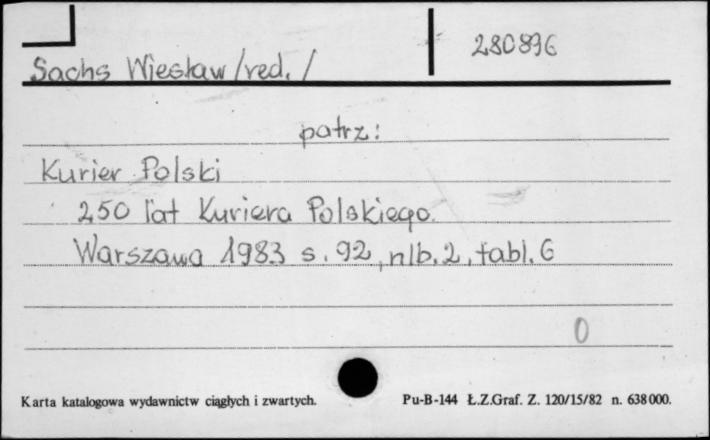 280896
Sachs Wiesław /red./
patrz:
Kurier Polski
250 lat Kuriera Polskiego.
Warszawa 1983 s. 92, nlb. 2, tabl. 6
0
Karta katalogowa wydawnictw ciągłych i zwartych. Pu-B-144 Ł.Z.Graf. Z. 120/15/82 n. 638000.